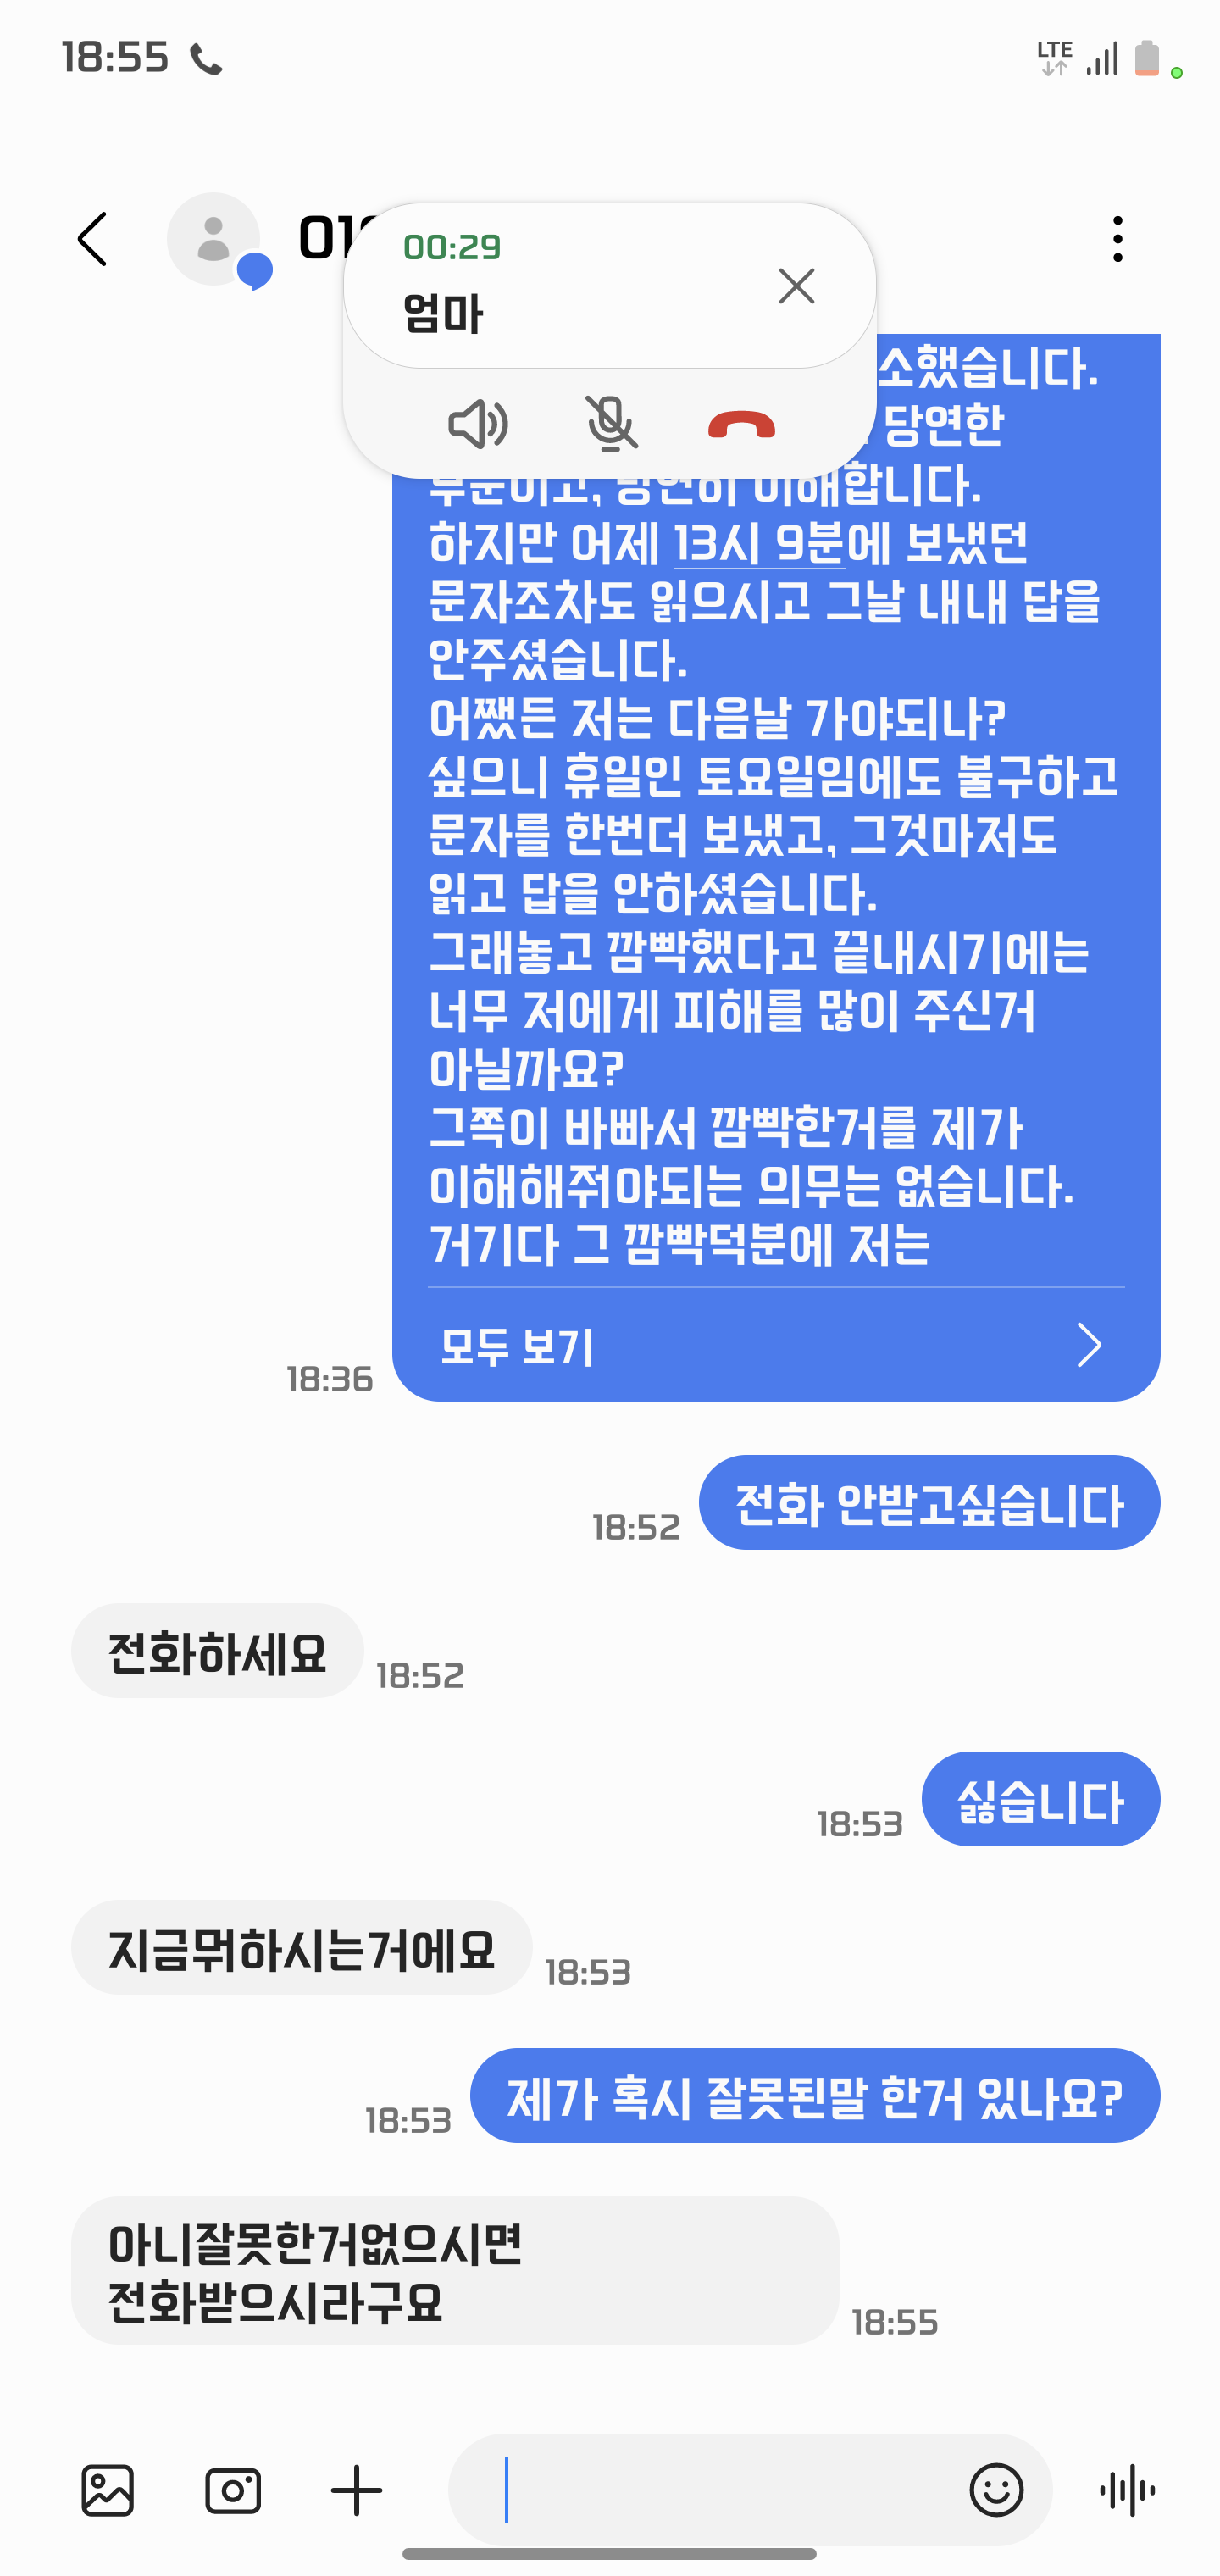 18:55
LTE
00:29
엄마
소했습니다.
당연한
하지만 어제 13시 9분에 보냈던
문자조차도 읽으시고 그날 내내 답을
안주셨습니다.
어쨌든 저는 다음날 가야되나?
싶으니 휴일인 토요일임에도 불구하고
문자를 한번더 보냈고, 그것마저도
읽고 답을 안하셨습니다.
그래놓고 깜빡했다고 끝내시기에는
너무 저에게 피해를 많이 주신거
아닐까요?
그쪽이 바빠서 깜빡한거를 제가
이해해줘야되는 의무는 없습니다.
거기다 그 깜빡덕분에 저는
모두 보기
18:36
전화 안받고싶습니다
18:52
전화하세요
18:52
싫습니다
18:53
지금뭐하시는거에요
18:53
제가 혹시 잘못된말 한거 있나요?
18:53
아니잘못한거없으시면
전화받으시라구요
18:55